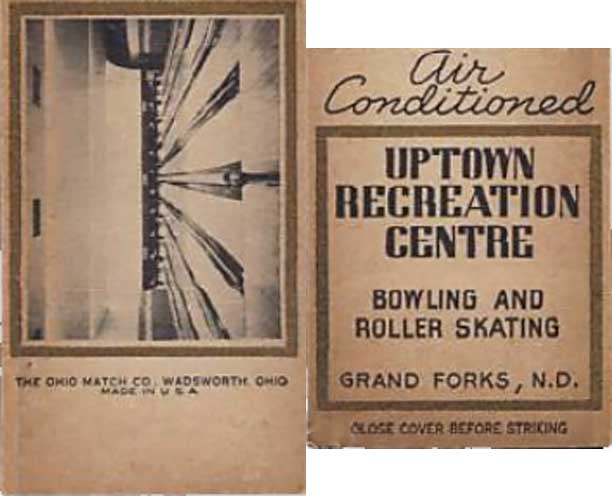 THE OHIO MATCH CO., WADSWORTH, OHIO
MADE IN U.S.A.
Air
Conditioned
UPTOWN
RECREATION
CENTRE
BOWLING AND
ROLLER SKATING
GRAND FORKS, N.D.
CLOSE COVER BEFORE STRIKING